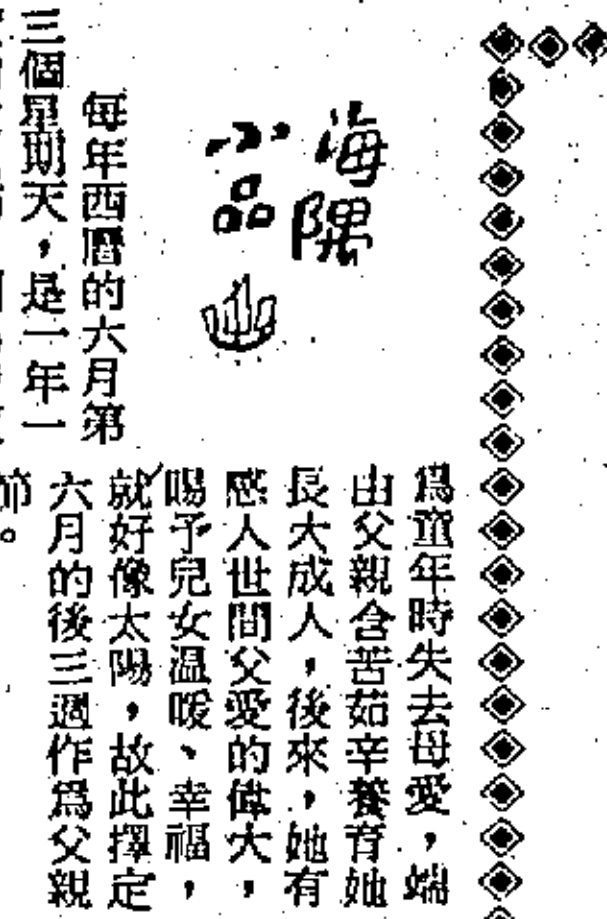 海隅
小品
每年西曆的六月第
三個星期天，是一年一
爲童年時失去母愛，端
由父親含苦茹辛養育她
長大成人，後來，她有
感人世間父愛的偉大，
賜予兒女温暖、幸福，
就好像太陽，故此擇定
六月的後三週作爲父親
節。